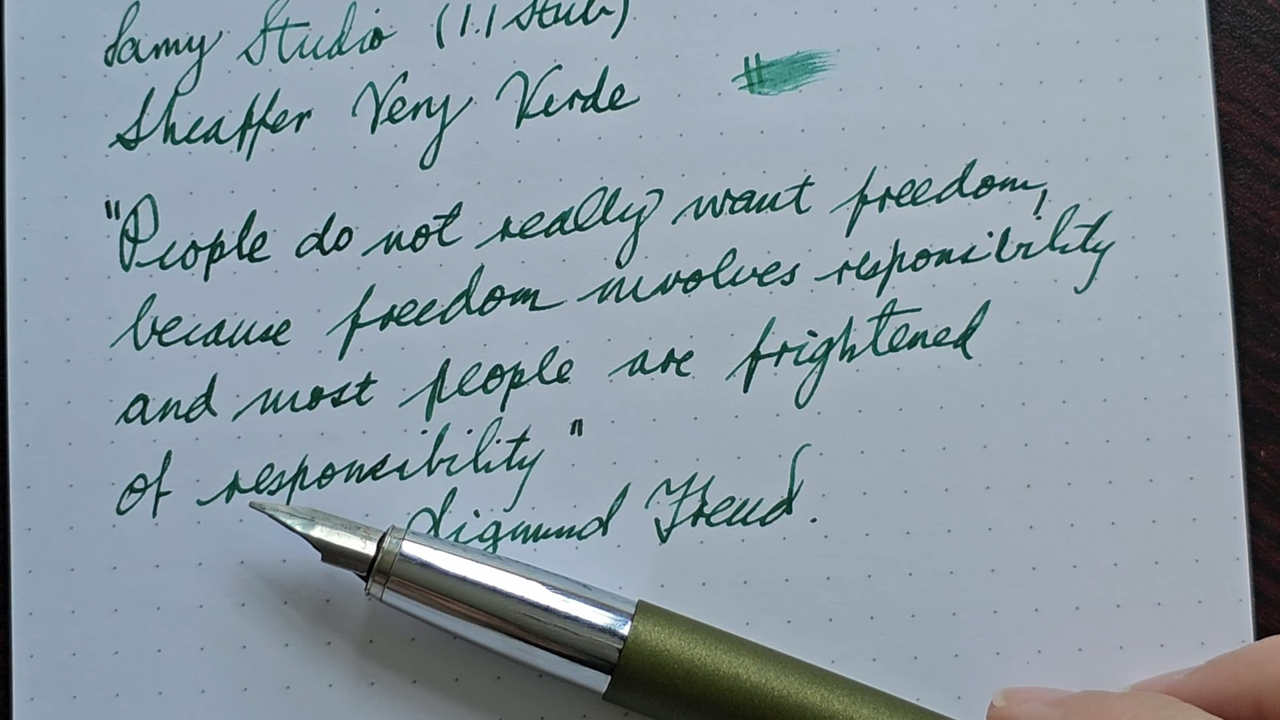 Lamy Studio (1.1 Stub)
Sheaffer Very Verde
"People do not really want freedom,
because freedom involves responsibility
and most people are frightened
of responsibility"
Sigmund Freud.